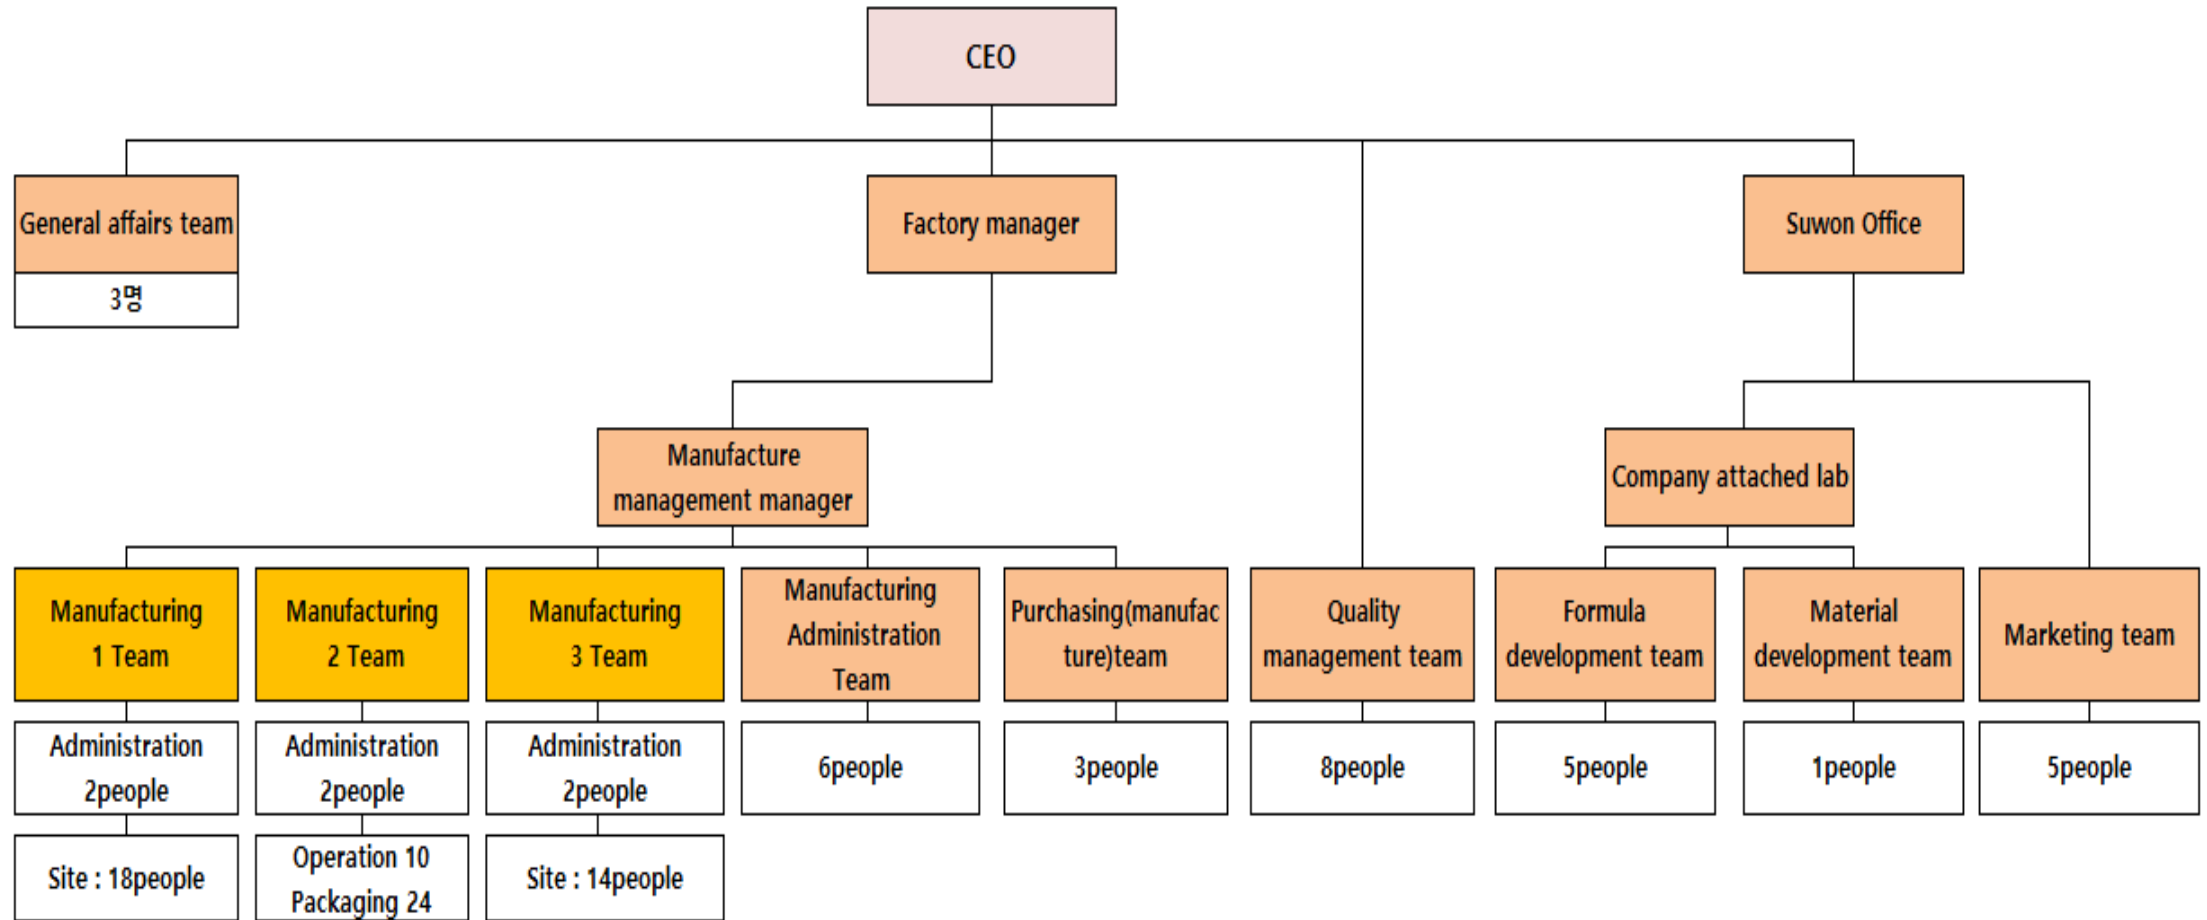 CEO
General affairs team
3명
Factory manager
Suwon Office
Manufacture
management manager
Company attached lab
Manufacturing
1 Team
Manufacturing
2 Team
Manufacturing
3 Team
Manufacturing
Administration
Team
Purchasing(manufac
ture)team
Quality
management team
Formula
development team
Material
development team
Marketing team
Administration
2people
Administration
2people
Administration
2people
6people
3people
8people
5people
1people
5people
Site : 18people
Operation 10
Packaging 24
Site : 14people